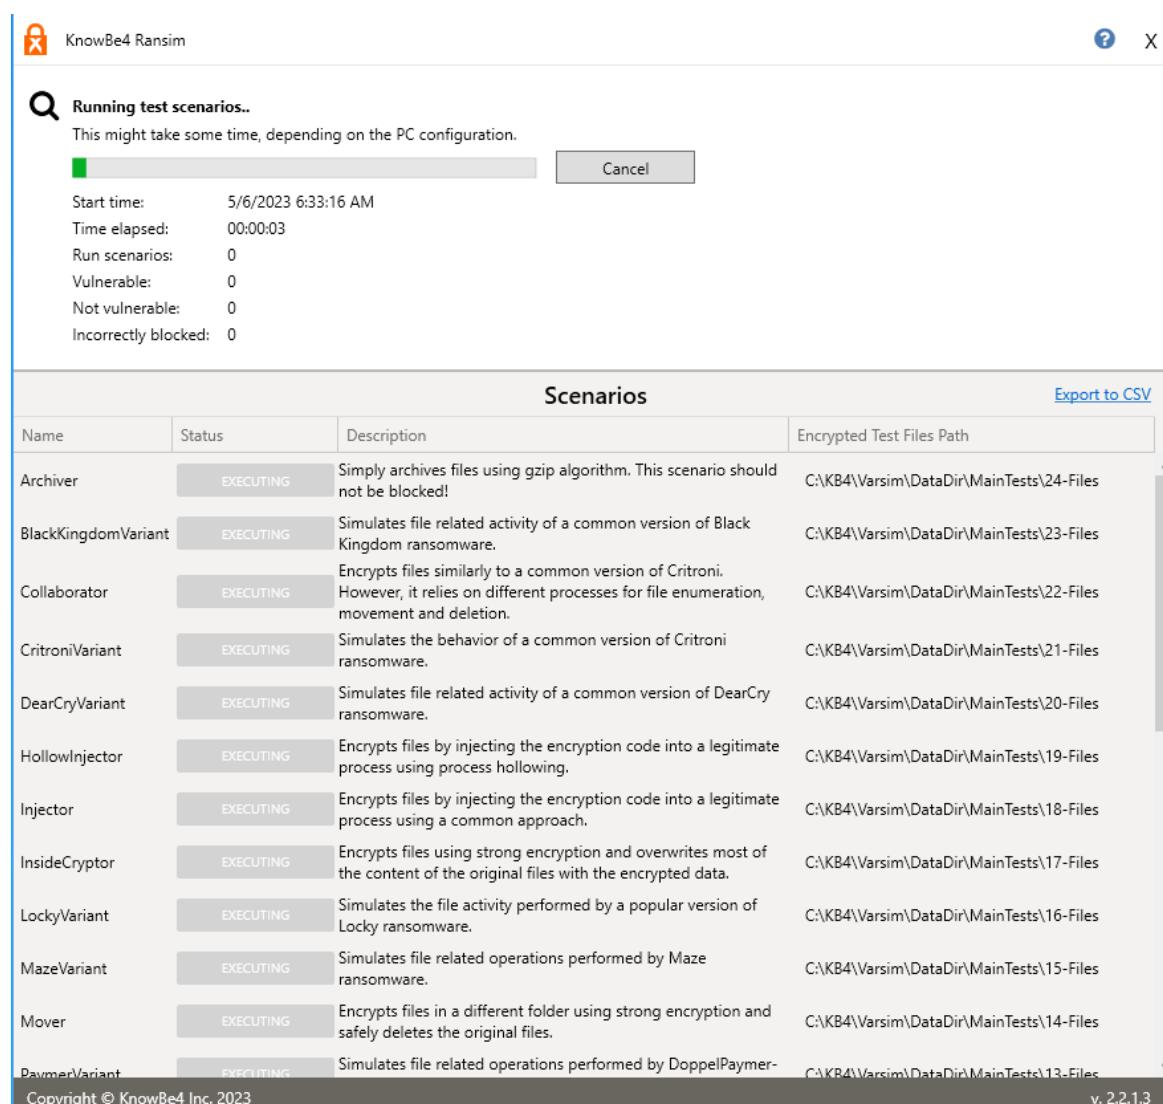 KnowBe4 Ransim
? X
Running test scenarios..
This might take some time, depending on the PC configuration.
Cancel
Start time: 5/6/2023 6:33:16 AM
Time elapsed: 00:00:03
Run scenarios: 0
Vulnerable: 0
Not vulnerable: 0
Incorrectly blocked: 0
Scenarios Export to CSV
Name Status Description Encrypted Test Files Path
Archiver EXECUTING Simply archives files using gzip algorithm. This scenario should C:\KB4\Varsim\DataDir\MainTests\24-Files
not be blocked!
BlackKingdomVariant EXECUTING Simulates file related activity of a common version of Black C:\KB4\Varsim\DataDir\MainTests\23-Files
Kingdom ransomware.
Encrypts files similarly to a common version of Critroni.
Collaborator EXECUTING However, it relies on different processes for file enumeration, C:\KB4\Varsim\DataDir\MainTests\22-Files
movement and deletion.
CritroniVariant EXECUTING Simulates the behavior of a common version of Critroni C:\KB4\Varsim\DataDir\MainTests\21-Files
ransomware.
DearCryVariant EXECUTING Simulates file related activity of a common version of DearCry C:\KB4\Varsim\DataDir\MainTests\20-Files
ransomware.
HollowInjector EXECUTING Encrypts files by injecting the encryption code into a legitimate C:\KB4\Varsim\DataDir\MainTests\19-Files
process using process hollowing.
Injector EXECUTING Encrypts files by injecting the encryption code into a legitimate C:\KB4\Varsim\DataDir\MainTests\18-Files
process using a common approach.
InsideCryptor EXECUTING Encrypts files using strong encryption and overwrites most of C:\KB4\Varsim\DataDir\MainTests\17-Files
the content of the original files with the encrypted data.
LockyVariant EXECUTING Simulates the file activity performed by a popular version of C:\KB4\Varsim\DataDir\MainTests\16-Files
Locky ransomware.
MazeVariant EXECUTING Simulates file related operations performed by Maze C:\KB4\Varsim\DataDir\MainTests\15-Files
ransomware.
Mover EXECUTING Encrypts files in a different folder using strong encryption and C:\KB4\Varsim\DataDir\MainTests\14-Files
safely deletes the original files.
PaymerVariant EXECUTING Simulates file related operations performed by DoppelPaymer- C:\KB4\Varsim\DataDir\MainTests\13-Files
Copyright © KnowBe4 Inc. 2023 v. 2.2.1.3